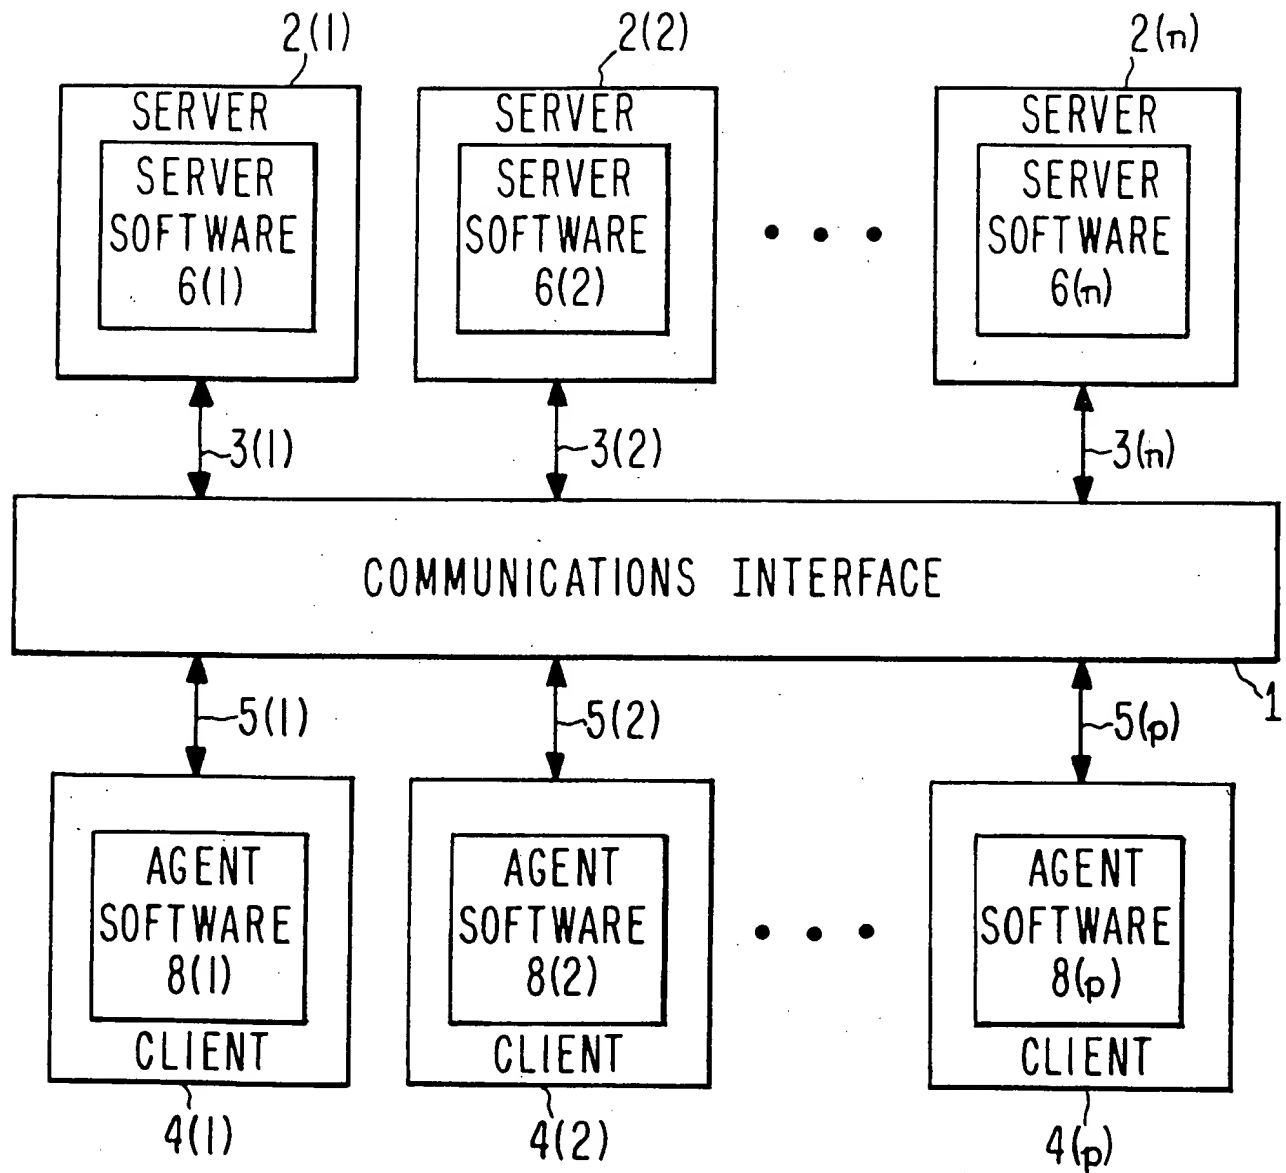 2(1)
2(2)
2(n)
SERVER
SERVER
SERVER
SERVER
SOFTWARE
6(1)
SERVER
SOFTWARE
6(2)
SERVER
SOFTWARE
6(n)
3(1)
3(2)
3(n)
COMMUNICATIONS INTERFACE
1
5(1)
5(2)
5(p)
AGENT
SOFTWARE
8(1)
CLIENT
AGENT
SOFTWARE
8(2)
CLIENT
AGENT
SOFTWARE
8(p)
CLIENT
4(1)
4(2)
4(p)